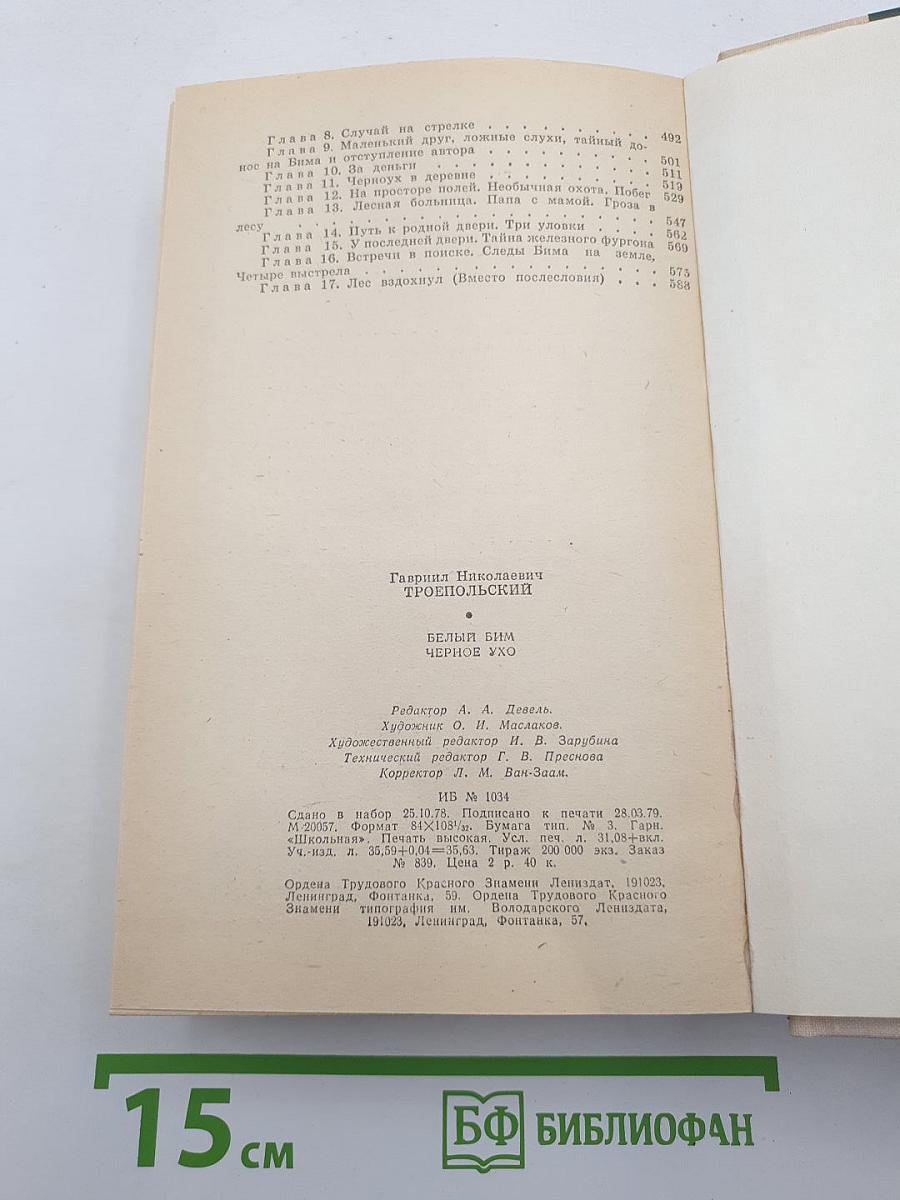 Глава 8. Случай на стрелке . . . . . . . . . 492
Глава 9. Маленький друг, ложные слухи, тайный до-
нос на Бима и отступление автора . . . . . . . . 501
Глава 10. За деньги . . . . . . . . . . 511
Глава 11. Черноух в деревне . . . . . . . . 519
Глава 12. На просторе полей. Необычная охота. Побег 529
Глава 13. Лесная больница. Папа с мамой. Гроза в
лесу . . . . . . . . . . . . . . . . . 547
Глава 14. Путь к родной двери. Три уловки . . . . 562
Глава 15. У последней двери. Тайна железного фургона 569
Глава 16. Встречи в поиске. Следы Бима на земле,
Четыре выстрела . . . . . . . . . . . . . . 575
Глава 17. Лес вздохнул (Вместо послесловия) . . . 588
Гавриил Николаевич
ТРОЕПОЛЬСКИЙ
•
БЕЛЫЙ БИМ
ЧЕРНОЕ УХО
Редактор А. А. Девель.
Художник О. И. Маслаков.
Художественный редактор И. В. Зарубина
Технический редактор Г. В. Преснова
Корректор Л. М. Ван-Заам.
ИБ № 1034
Сдано в набор 25.10.78. Подписано к печати 28.03.79.
М-20057. Формат 84×108¹/₃₂. Бумага тип. № 3. Гарн.
«Школьная». Печать высокая. Усл. печ. л. 31,08+вкл.
Уч.-изд. л. 35,59+0,04=35,63. Тираж 200 000 экз. Заказ
№ 839. Цена 2 р. 40 к.
Ордена Трудового Красного Знамени Лениздат, 191023,
Ленинград, Фонтанка, 59. Ордена Трудового Красного
Знамени типография им. Володарского Лениздата,
191023, Ленинград, Фонтанка, 57.
15 см
БФ БИБЛИОФАН